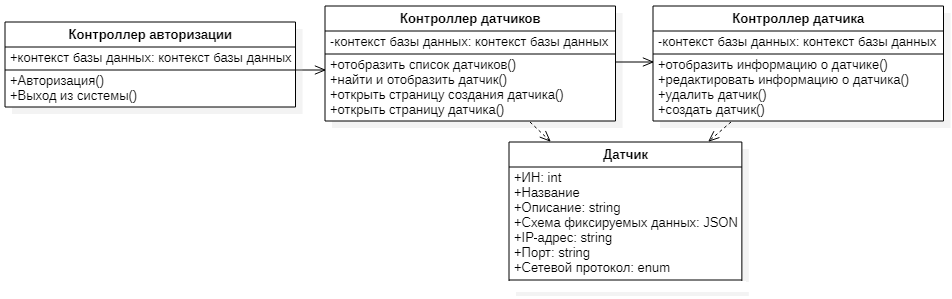 Контроллер авторизации
+контекст базы данных: контекст базы данных
+Авторизация()
+Выход из системы()
Контроллер датчиков
-контекст базы данных: контекст базы данных
+отобразить список датчиков()
+найти и отобразить датчик()
+открыть страницу создания датчика()
+открыть страницу датчика()
Контроллер датчика
-контекст базы данных: контекст базы данных
+отобразить информацию о датчике()
+редактировать информацию о датчика()
+удалить датчик()
+создать датчик()
Датчик
+ИН: int
+Название
+Описание: string
+Схема фиксируемых данных: JSON
+IP-адрес: string
+Порт: string
+Сетевой протокол: enum